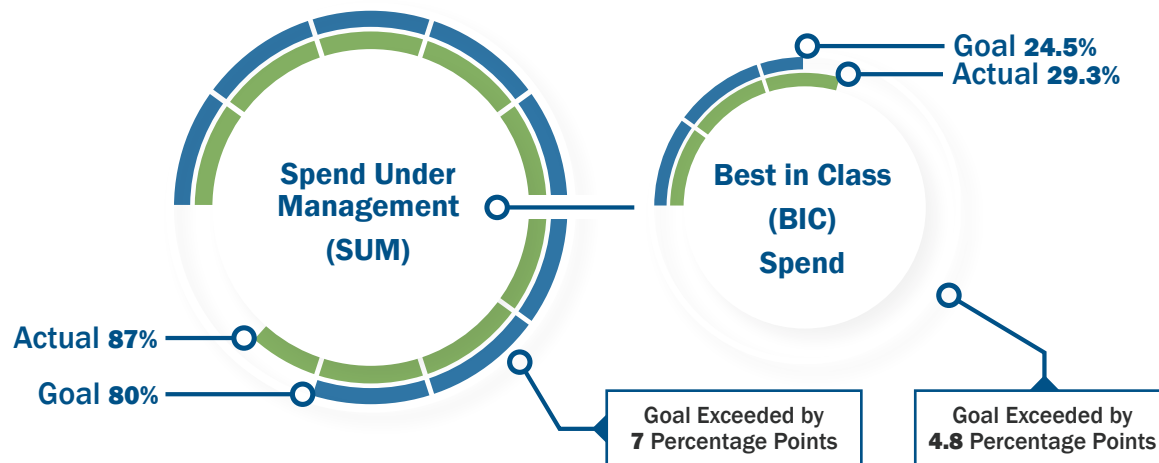 Spend Under
Management
(SUM)
Actual 87%
Goal 80%
Goal Exceeded by
7 Percentage Points
Goal 24.5%
Actual 29.3%
Best in Class
(BIC)
Spend
Goal Exceeded by
4.8 Percentage Points